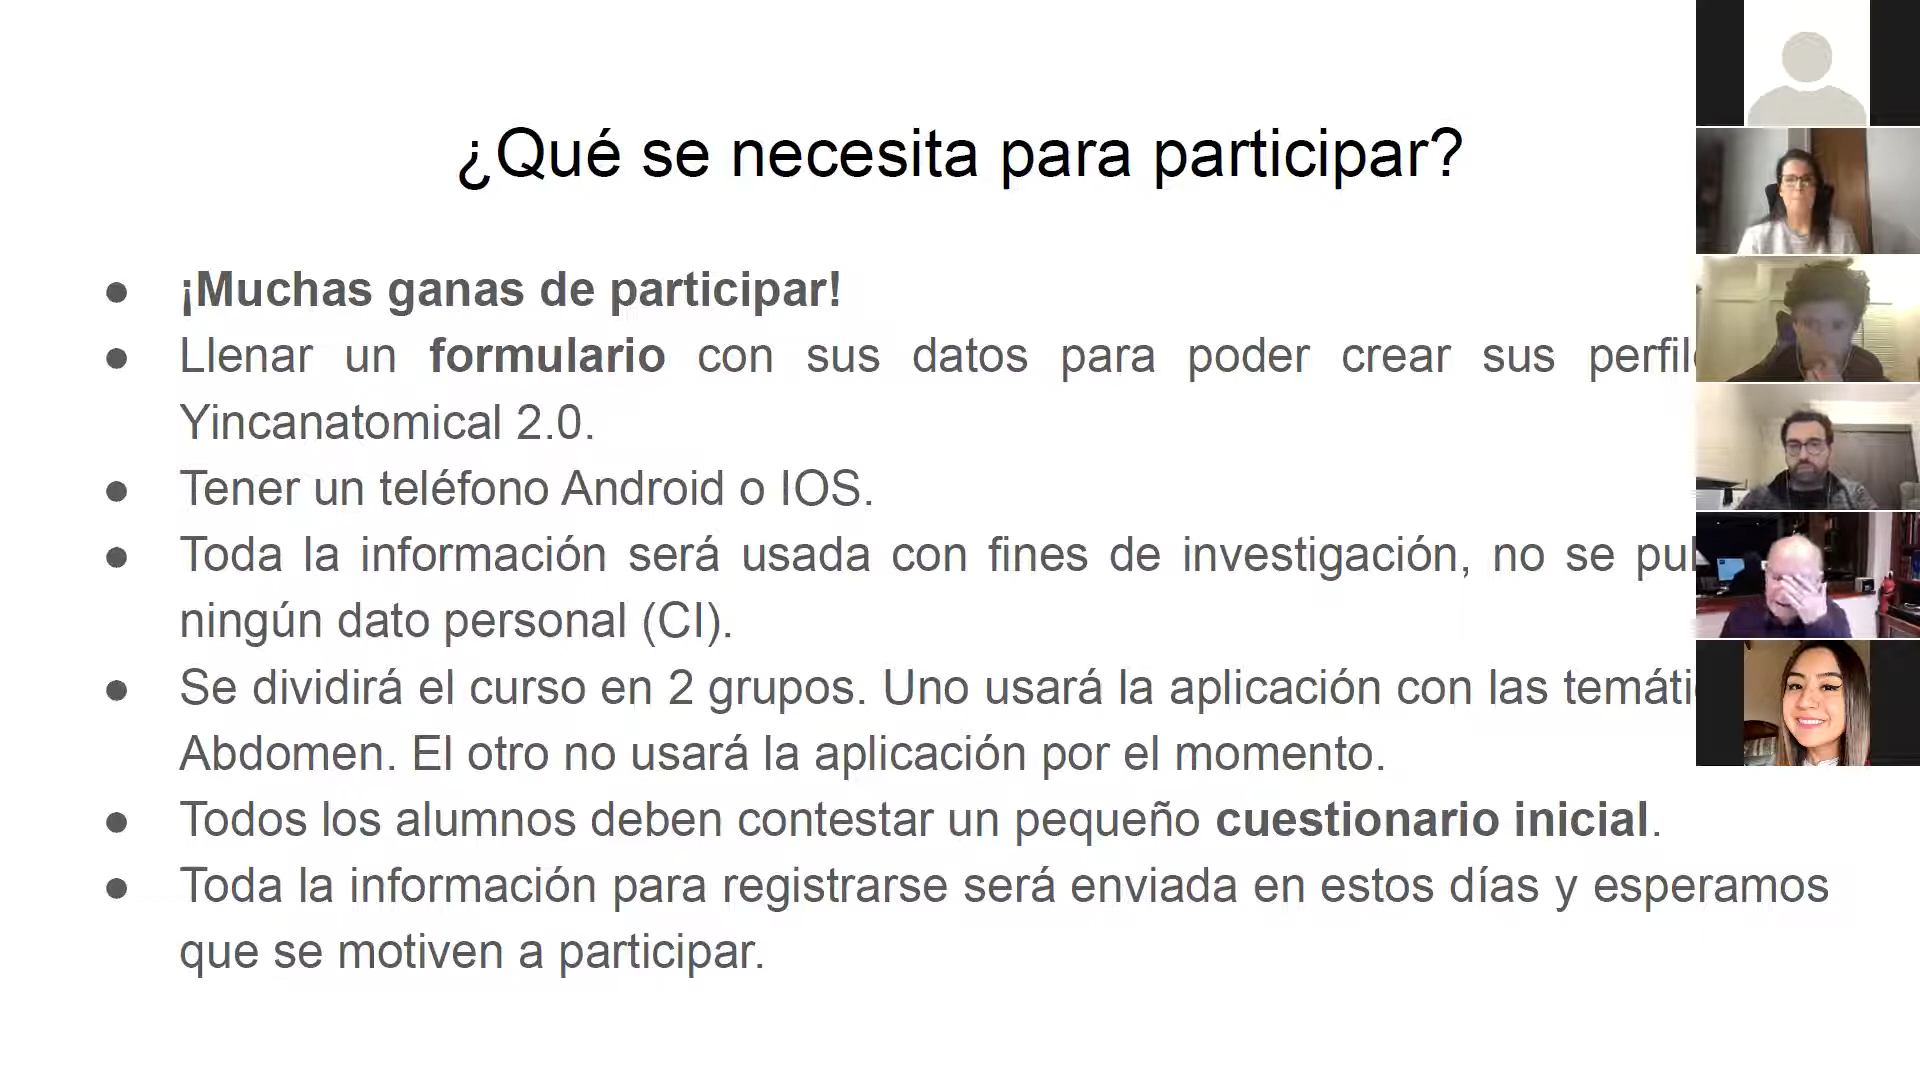 ¿Qué se necesita para participar?
● ¡Muchas ganas de participar!
● Llenar un formulario con sus datos para poder crear sus
Yincanatomical 2.0.
● Tener un teléfono Android o IOS.
● Toda la información será usada con fines de investigación, no se
ningún dato personal (CI).
● Se dividirá el curso en 2 grupos. Uno usará la aplicación con las
Abdomen. El otro no usará la aplicación por el momento.
● Todos los alumnos deben contestar un pequeño cuestionario inicial.
● Toda la información para registrarse será enviada en estos días y esperamos
que se motiven a participar.